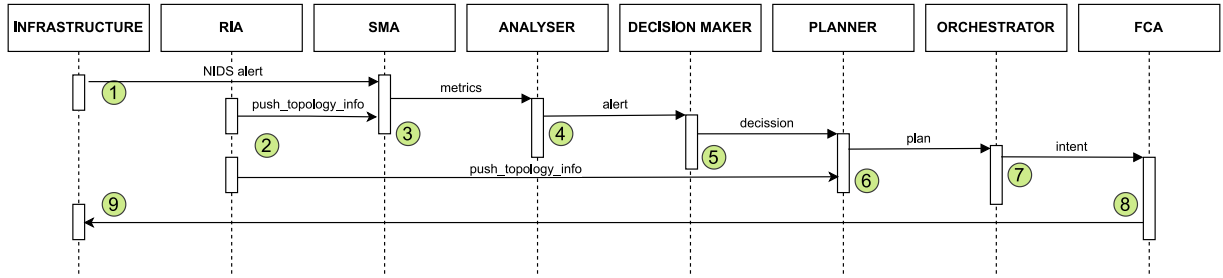 INFRASTRUCTURE
RIA
SMA
ANALYSER
DECISION MAKER
PLANNER
ORCHESTRATOR
FCA
NIDS alert
1
push_topology_info
2
metrics
3
alert
4
decission
5
plan
intent
push_topology_info
6
7
8
9